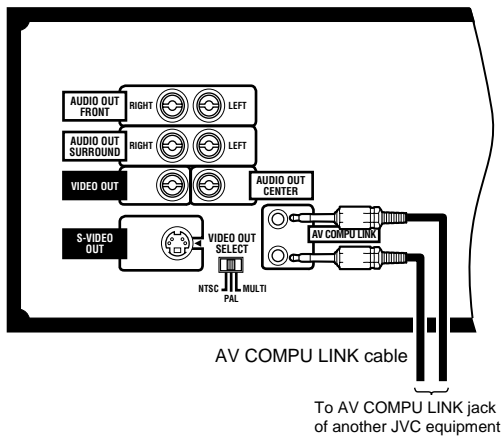 AUDIO OUT
FRONT
RIGHT
LEFT
AUDIO OUT
SURROUND
RIGHT
LEFT
VIDEO OUT
AUDIO OUT
CENTER
S-VIDEO
OUT
VIDEO OUT
SELECT
NTSC
MULTI
PAL
AV COMPU LINK
AV COMPU LINK cable
To AV COMPU LINK jack
of another JVC equipment